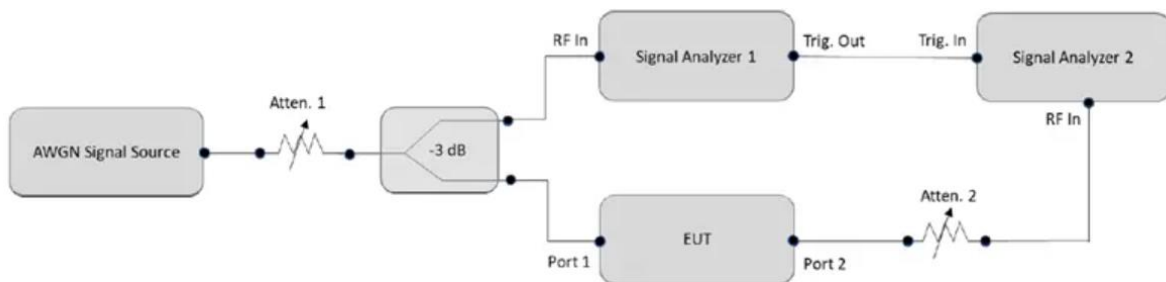 RF In
Signal Analyzer 1
Trig. Out
Trig. In
Signal Analyzer 2
RF In
Atten. 1
AWGN Signal Source
-3 dB
Atten. 2
EUT
Port 1
Port 2